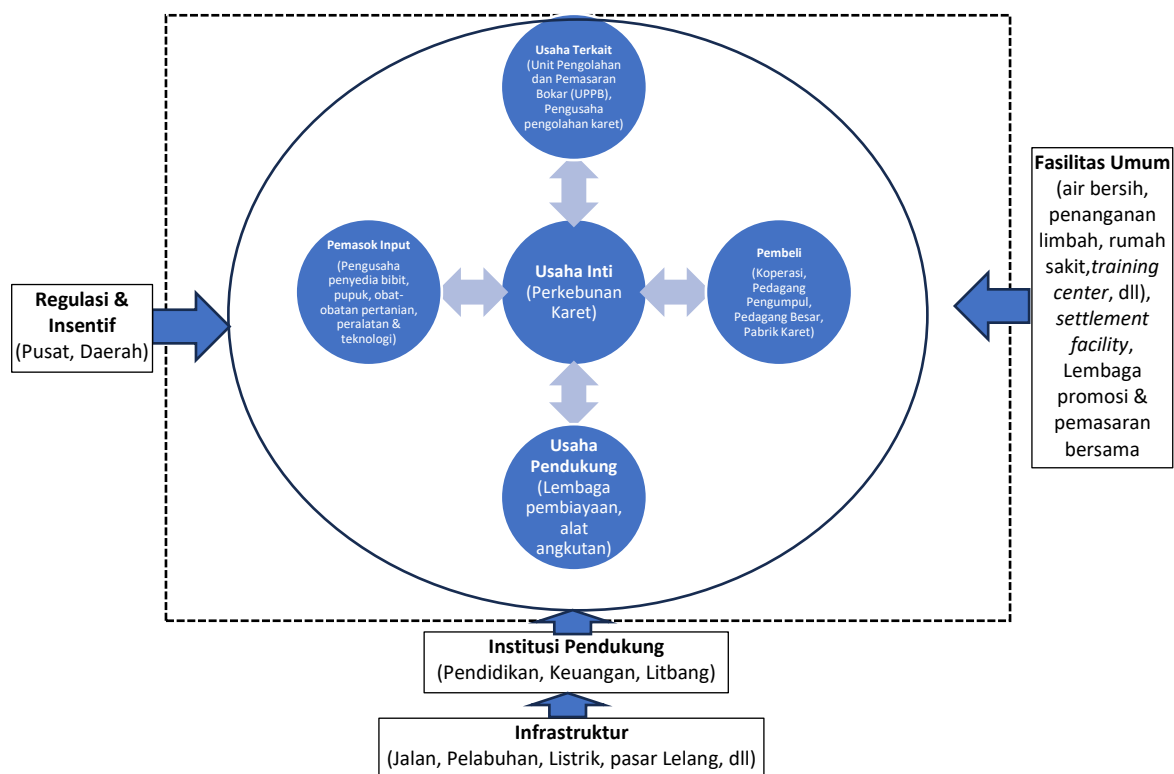 Usaha Terkait
(Unit Pengolahan
dan Pemasaran
Bokar (UPPB),
Pengusaha
pengolahan karet)
Pemasok Input
(Pengusaha
penyedia bibit,
pupuk, obat-
obatan pertanian,
peralatan &
teknologi)
Usaha Inti
(Perkebunan
Karet)
Pembeli
(Koperasi,
Pedagang
Pengumpul,
Pedagang Besar,
Pabrik Karet)
Usaha
Pendukung
(Lembaga
pembiayaan,
alat
angkutan)
Regulasi &
Insentif
(Pusat, Daerah)
Fasilitas Umum
(air bersih,
penanganan
limbah, rumah
sakit,training
center, dll),
settlement
facility,
Lembaga
promosi &
pemasaran
bersama
Institusi Pendukung
(Pendidikan, Keuangan, Litbang)
Infrastruktur
(Jalan, Pelabuhan, Listrik, pasar Lelang, dll)